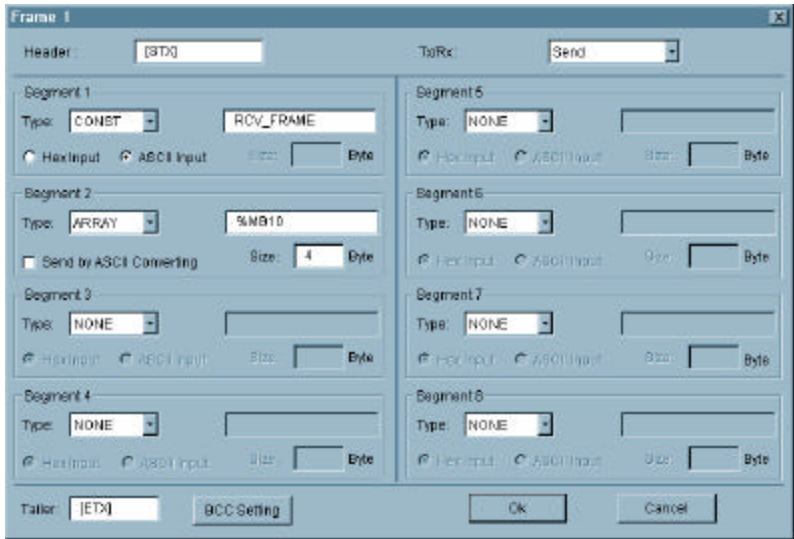 Frame 1
Header: [STX] Tx/Rx: Send
Segment 1
Type: CONST RCV_FRAME
Hex Input ASCII Input Size: Byte
Segment 2
Type: ARRAY %MB10
Send by ASCII Converting Size: 4 Byte
Segment 3
Type: NONE
Hex Input ASCII Input Size: Byte
Segment 4
Type: NONE
Hex Input ASCII Input Size: Byte
Segment 5
Type: NONE
Hex Input ASCII Input Size: Byte
Segment 6
Type: NONE
Hex Input ASCII Input Size: Byte
Segment 7
Type: NONE
Hex Input ASCII Input Size: Byte
Segment 8
Type: NONE
Hex Input ASCII Input Size: Byte
Tailer: [ETX] BCC Setting Ok Cancel